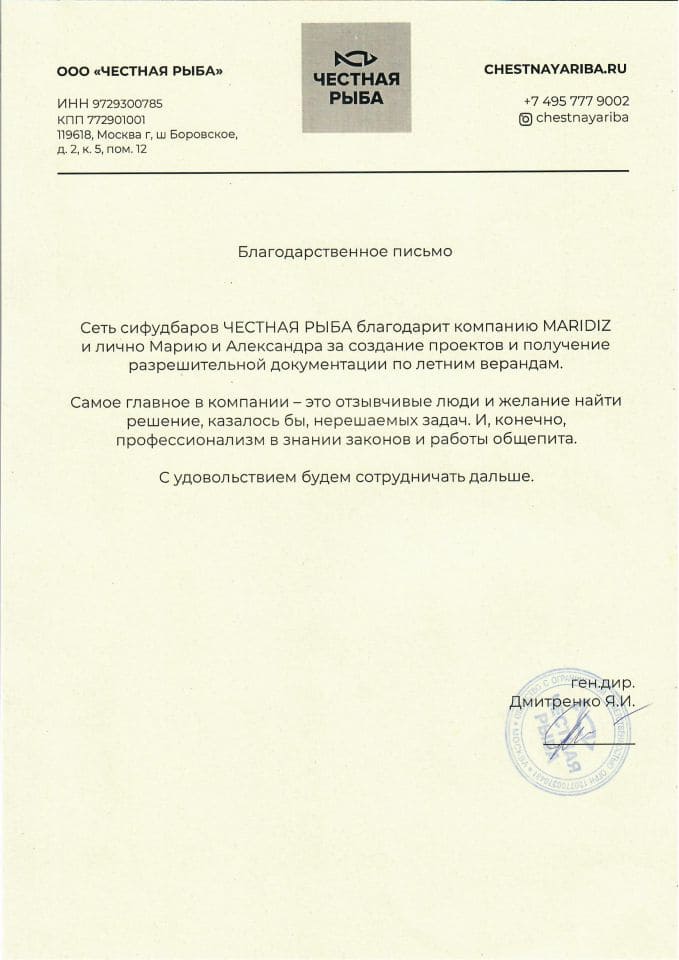 ООО «ЧЕСТНАЯ РЫБА»
ИНН 9729300785
КПП 772901001
119618, Москва г, ш Боровское,
д. 2, к. 5, пом. 12
ЧЕСТНАЯ
РЫБА
CHESTNAYARIBA.RU
+7 495 777 9002
chestnayariba
Благодарственное письмо
Сеть сифудбаров ЧЕСТНАЯ РЫБА благодарит компанию MARIDIZ
и лично Марию и Александра за создание проектов и получение
разрешительной документации по летним верандам.
Самое главное в компании – это отзывчивые люди и желание найти
решение, казалось бы, нерешаемых задач. И, конечно,
профессионализм в знании законов и работы общепита.
С удовольствием будем сотрудничать дальше.
ген.дир.
Дмитренко Я.И.
ЧЕСТНАЯ
РЫБА